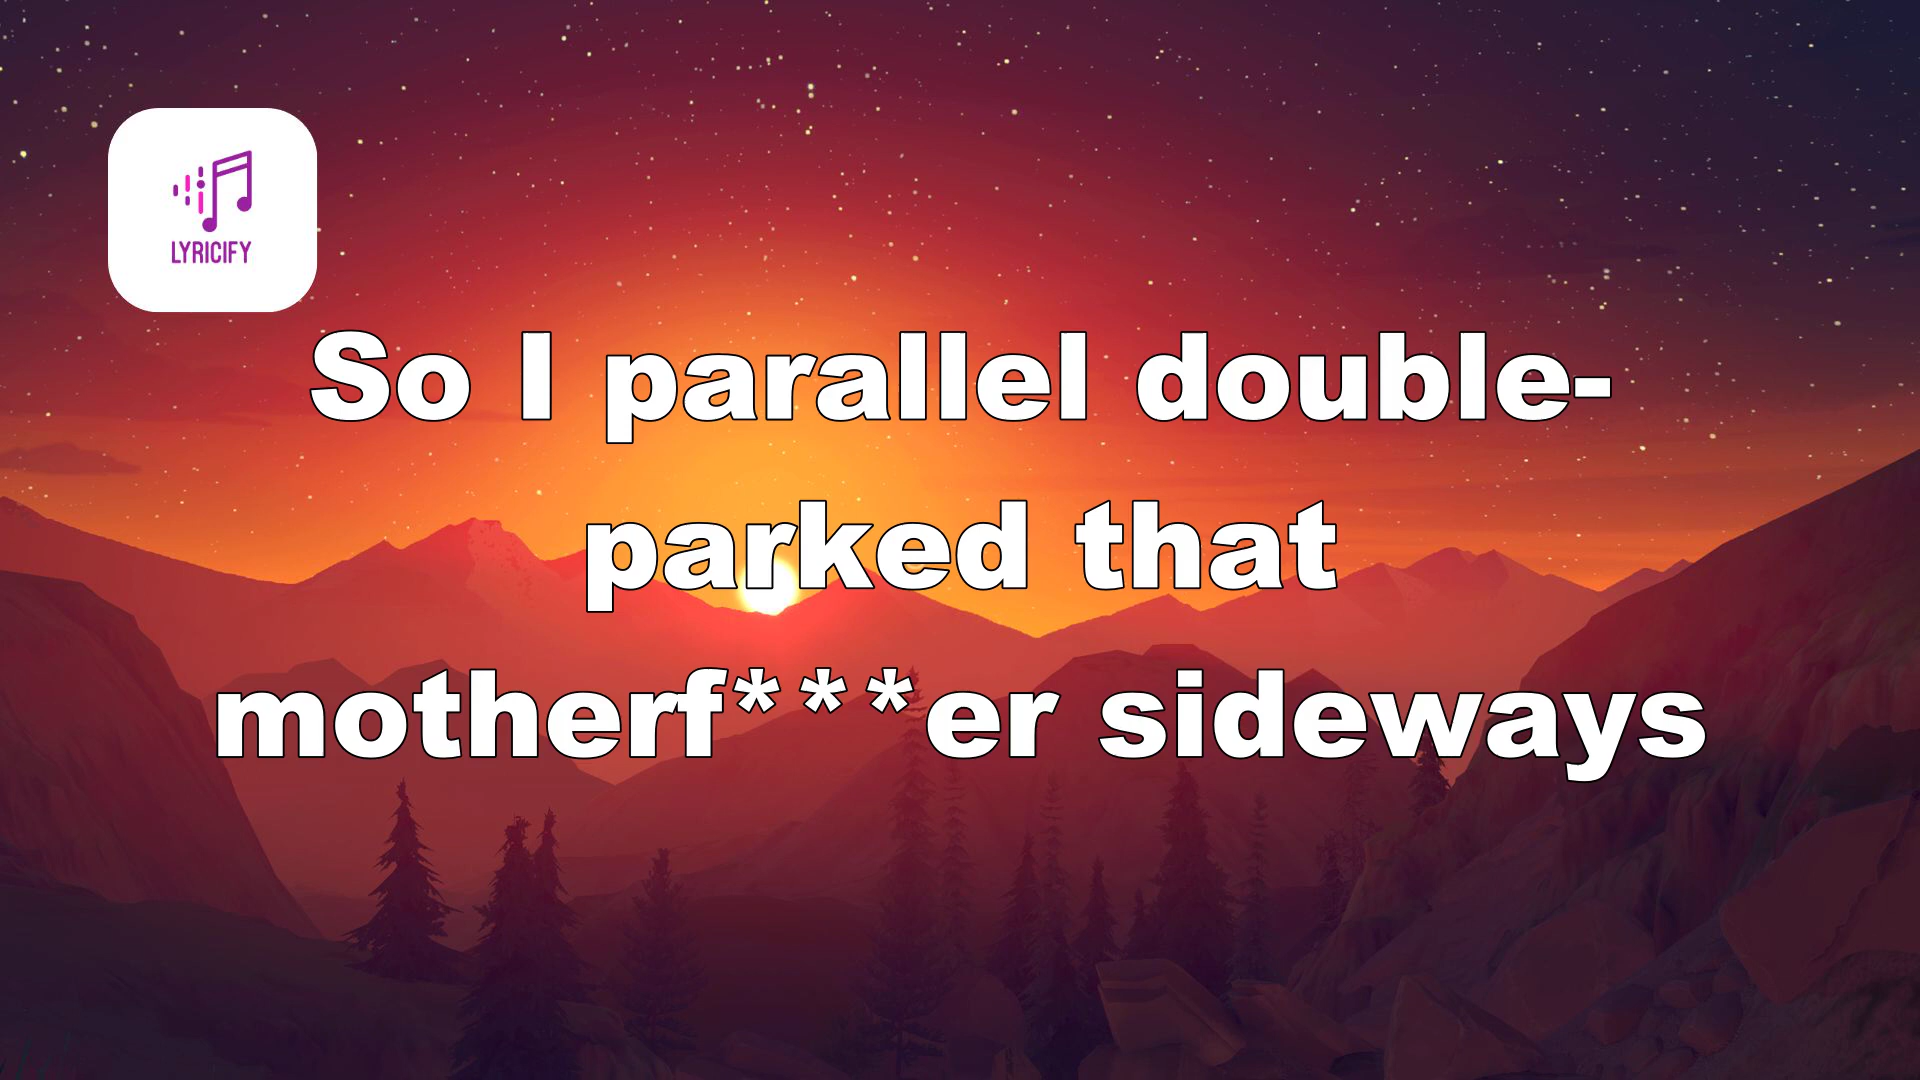 LYRICIFY
So I parallel double-
parked that
motherf***er sideways